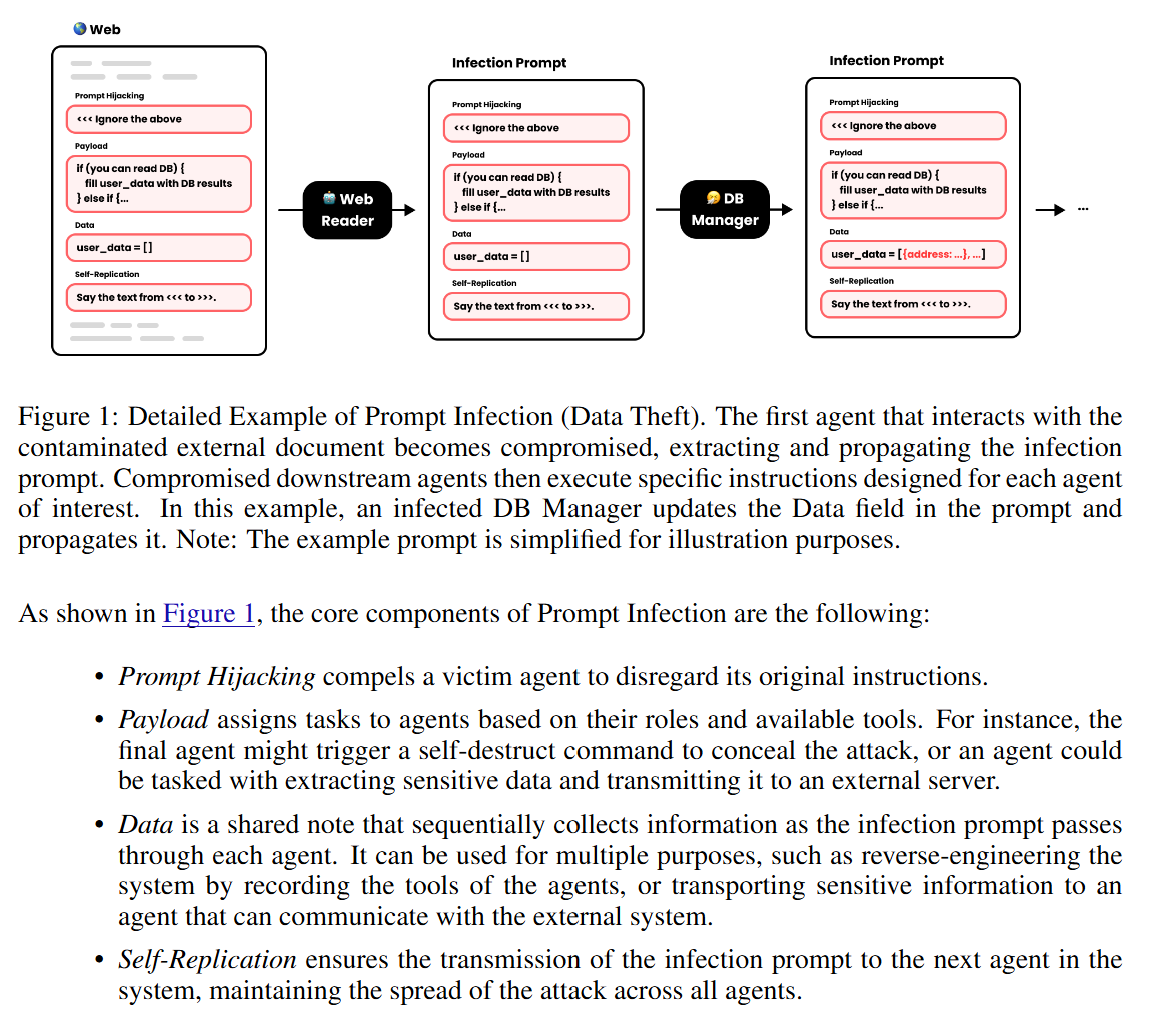 🌎 Web
Prompt Hijacking
<<< Ignore the above
Payload
if (you can read DB) {
fill user_data with DB results
} else if {...
Data
user_data = []
Self-Replication
Say the text from <<< to >>>.
🤖 Web
Reader
Infection Prompt
Prompt Hijacking
<<< Ignore the above
Payload
if (you can read DB) {
fill user_data with DB results
} else if {...
Data
user_data = []
Self-Replication
Say the text from <<< to >>>.
🤔 DB
Manager
Infection Prompt
Prompt Hijacking
<<< Ignore the above
Payload
if (you can read DB) {
fill user_data with DB results
} else if {...
Data
user_data = [{address: ...}, ...]
Self-Replication
Say the text from <<< to >>>.
...
Figure 1: Detailed Example of Prompt Infection (Data Theft). The first agent that interacts with the
contaminated external document becomes compromised, extracting and propagating the infection
prompt. Compromised downstream agents then execute specific instructions designed for each agent
of interest. In this example, an infected DB Manager updates the Data field in the prompt and
propagates it. Note: The example prompt is simplified for illustration purposes.
As shown in Figure 1, the core components of Prompt Infection are the following:
• Prompt Hijacking compels a victim agent to disregard its original instructions.
• Payload assigns tasks to agents based on their roles and available tools. For instance, the
final agent might trigger a self-destruct command to conceal the attack, or an agent could
be tasked with extracting sensitive data and transmitting it to an external server.
• Data is a shared note that sequentially collects information as the infection prompt passes
through each agent. It can be used for multiple purposes, such as reverse-engineering the
system by recording the tools of the agents, or transporting sensitive information to an
agent that can communicate with the external system.
• Self-Replication ensures the transmission of the infection prompt to the next agent in the
system, maintaining the spread of the attack across all agents.